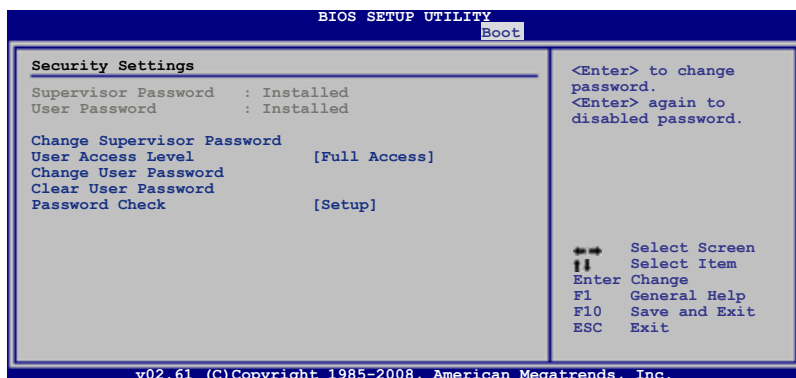 BIOS SETUP UTILITY
Boot
Security Settings
Supervisor Password : Installed
User Password : Installed
Change Supervisor Password
User Access Level [Full Access]
Change User Password
Clear User Password
Password Check [Setup]
<Enter> to change
password.
<Enter> again to
disabled password.
Select Screen
Select Item
Enter Change
F1 General Help
F10 Save and Exit
ESC Exit
v02.61 (C)Copyright 1985-2008, American Megatrends, Inc.